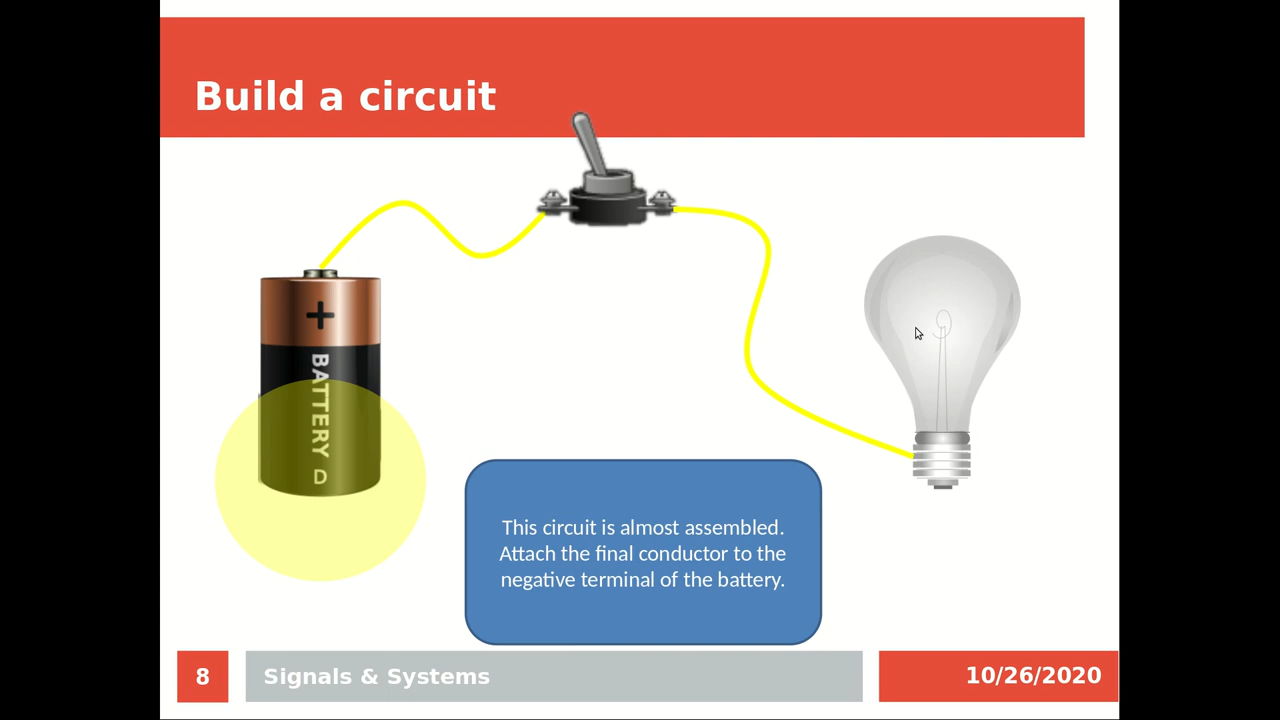 Build a circuit
+
BATTERY D
This circuit is almost assembled.
Attach the final conductor to the
negative terminal of the battery.
8
Signals & Systems
10/26/2020